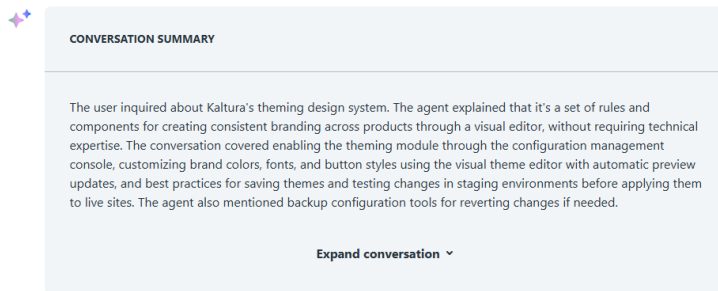 CONVERSATION SUMMARY
The user inquired about Kaltura's theming design system. The agent explained that it's a set of rules and
components for creating consistent branding across products through a visual editor, without requiring technical
expertise. The conversation covered enabling the theming module through the configuration management
console, customizing brand colors, fonts, and button styles using the visual theme editor with automatic preview
updates, and best practices for saving themes and testing changes in staging environments before applying them
to live sites. The agent also mentioned backup configuration tools for reverting changes if needed.
Expand conversation